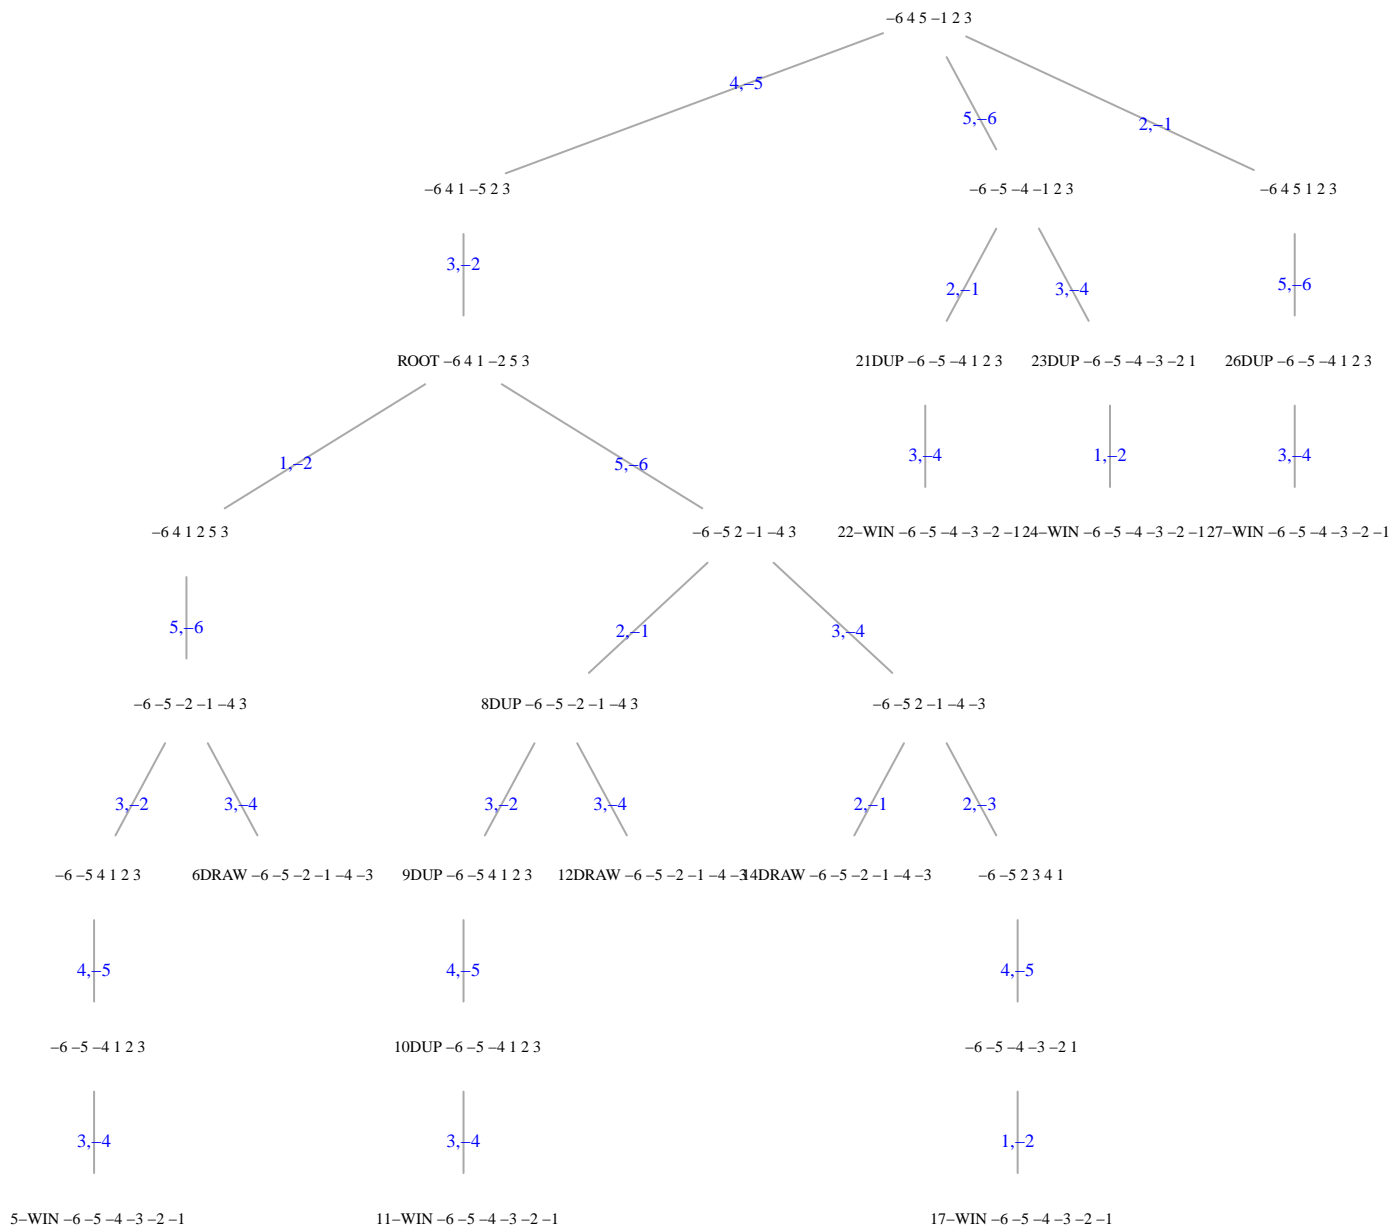 −6 4 5 −1 2 3
4,−5
5,−6
2,−1
−6 4 1 −5 2 3
−6 −5 −4 −1 2 3
−6 4 5 1 2 3
3,−2
2,−1
3,−4
5,−6
ROOT −6 4 1 −2 5 3
21DUP −6 −5 −4 1 2 3
23DUP −6 −5 −4 −3 −2 1
26DUP −6 −5 −4 1 2 3
1,−2
5,−6
3,−4
1,−2
3,−4
−6 4 1 2 5 3
−6 −5 2 −1 −4 3
22−WIN −6 −5 −4 −3 −2 −1
24−WIN −6 −5 −4 −3 −2 −1
27−WIN −6 −5 −4 −3 −2 −1
5,−6
2,−1
3,−4
−6 −5 −2 −1 −4 3
8DUP −6 −5 −2 −1 −4 3
−6 −5 2 −1 −4 −3
3,−2
3,−4
3,−2
3,−4
2,−1
2,−3
−6 −5 4 1 2 3
6DRAW −6 −5 −2 −1 −4 −3
9DUP −6 −5 4 1 2 3
12DRAW −6 −5 −2 −1 −4 −3
14DRAW −6 −5 −2 −1 −4 −3
−6 −5 2 3 4 1
4,−5
4,−5
4,−5
−6 −5 −4 1 2 3
10DUP −6 −5 −4 1 2 3
−6 −5 −4 −3 −2 1
3,−4
3,−4
1,−2
5−WIN −6 −5 −4 −3 −2 −1
11−WIN −6 −5 −4 −3 −2 −1
17−WIN −6 −5 −4 −3 −2 −1